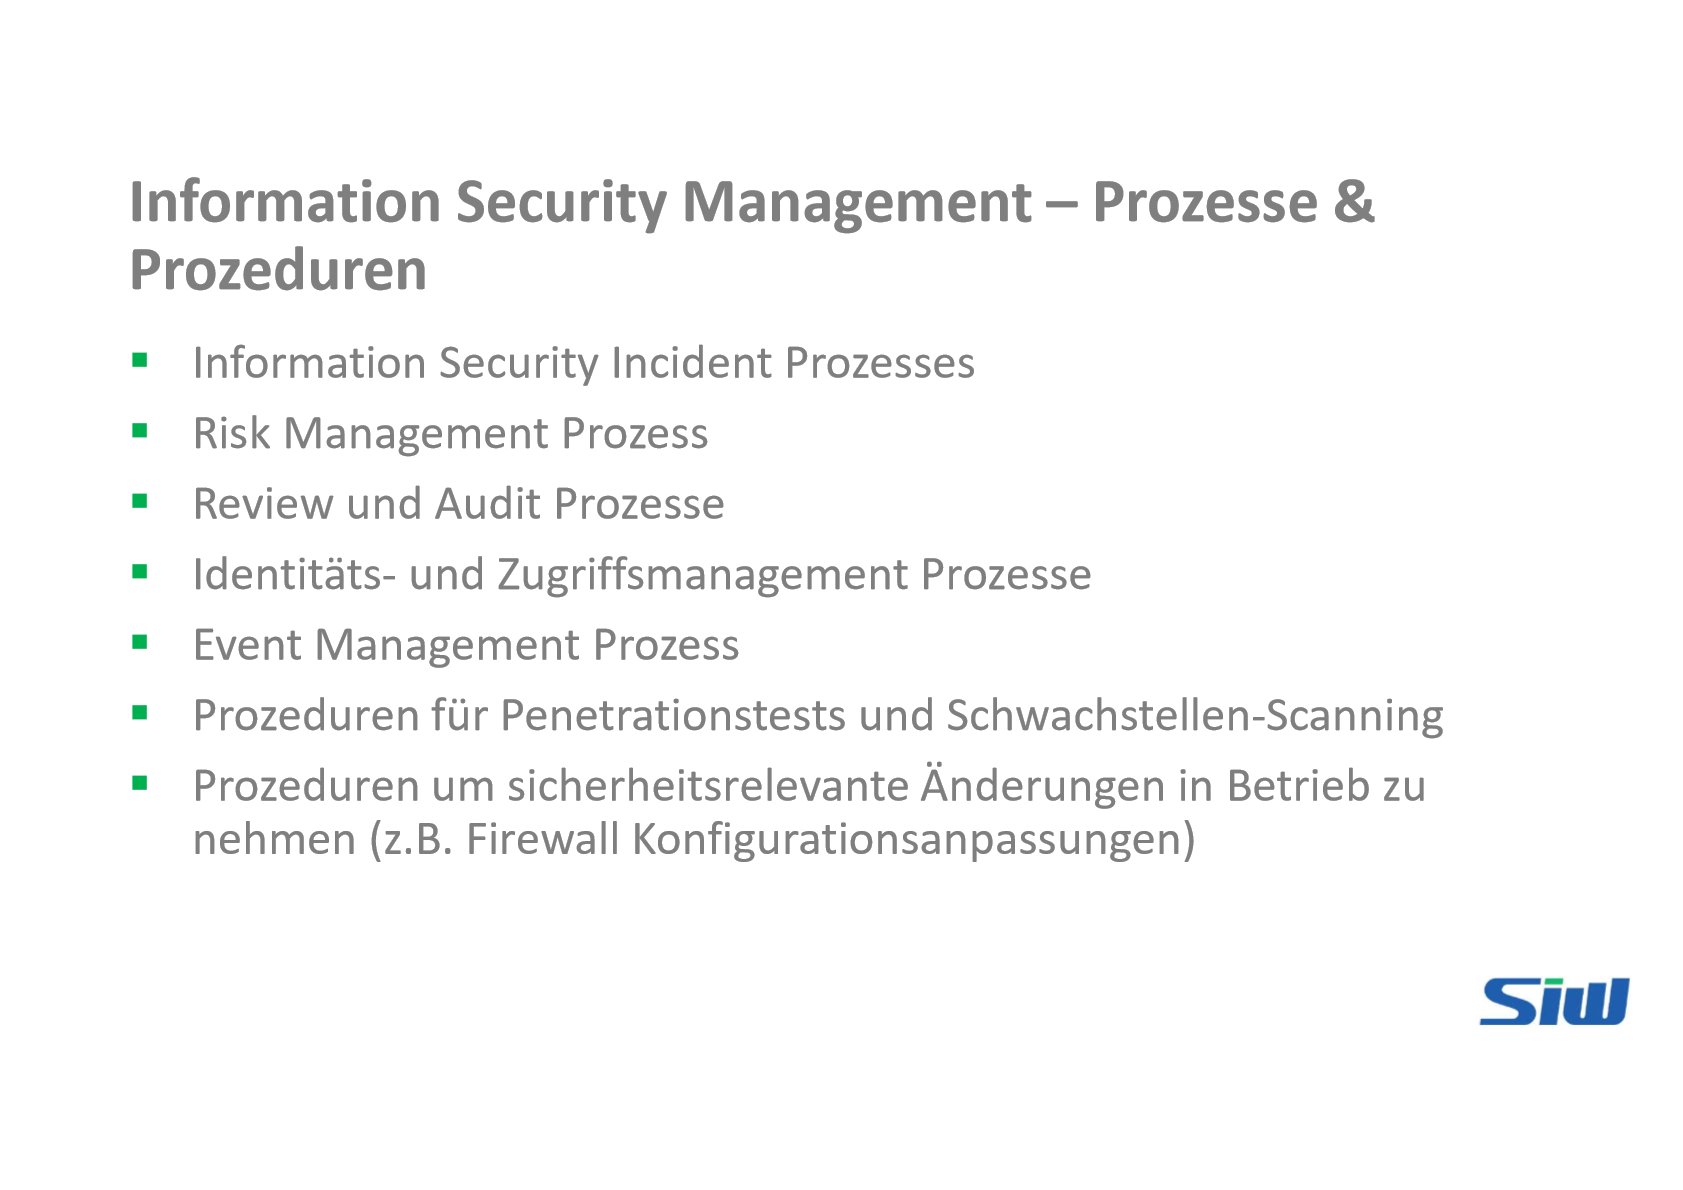 Information Security Management – Prozesse &
Prozeduren
▪ Information Security Incident Prozesses
▪ Risk Management Prozess
▪ Review und Audit Prozesse
▪ Identitäts- und Zugriffsmanagement Prozesse
▪ Event Management Prozess
▪ Prozeduren für Penetrationstests und Schwachstellen-Scanning
▪ Prozeduren um sicherheitsrelevante Änderungen in Betrieb zu
nehmen (z.B. Firewall Konfigurationsanpassungen)
Siw